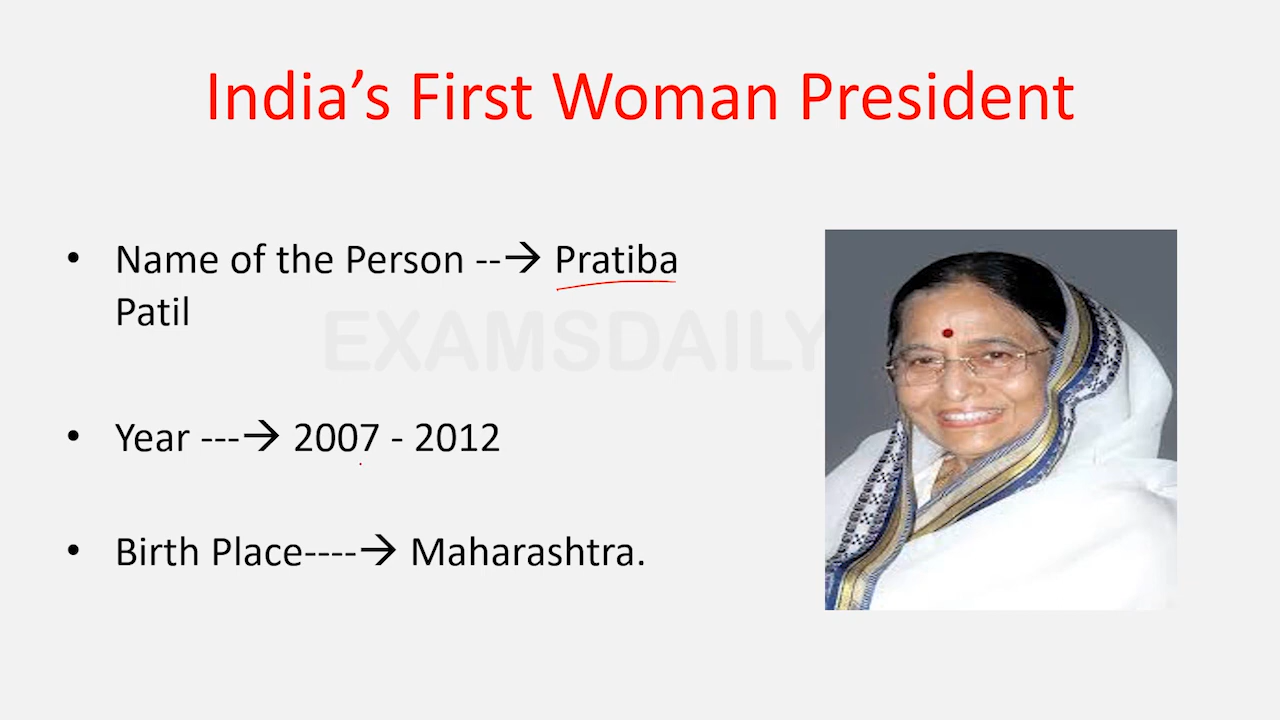 India’s First Woman President
• Name of the Person --→ Pratiba
Patil
EXAMSDAILY
• Year ---→ 2007 - 2012
• Birth Place----→ Maharashtra.